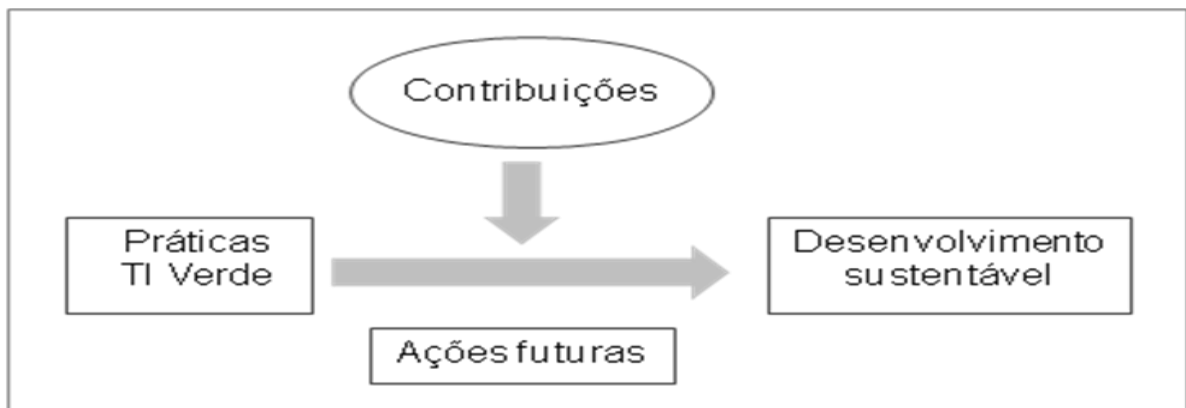 Contribuições
Práticas
TI Verde
Desenvolvimento
sustentável
Ações futuras